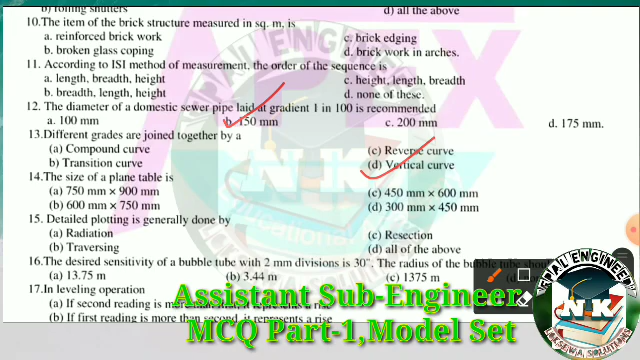 b) rolling shutters d) all the above
10.The item of the brick structure measured in sq. m, is
a. reinforced brick work c. brick edging
b. broken glass coping d. brick work in arches.
11. According to ISI method of measurement, the order of the sequence is
a. length, breadth, height c. height, length, breadth
b. breadth, length, height d. none of these.
12. The diameter of a domestic sewer pipe laid at gradient 1 in 100 is recommended
a. 100 mm b. 150 mm c. 200 mm d. 175 mm.
13.Different grades are joined together by a
(a) Compound curve (c) Reverse curve
b) Transition curve (d) Vertical curve
14.The size of a plane table is
(a) 750 mm × 900 mm (c) 450 mm × 600 mm
(b) 600 mm × 750 mm (d) 300 mm × 450 mm
15. Detailed plotting is generally done by
(a) Radiation (c) Resection
(b) Traversing (d) all of the above
16.The desired sensitivity of a bubble tube with 2 mm divisions is 30". The radius of the bubble tube should
(a) 13.75 m (b) 3.44 m (c) 1375 m (d)
17.In leveling operation
(a) If second reading is more
(b) If first reading is more than second, it represents a rise
Assistant Sub-Engineer
MCQ Part-1,Model Set
NEPAL ENGINEER
NK
LOKSEWA SOLUTIONS